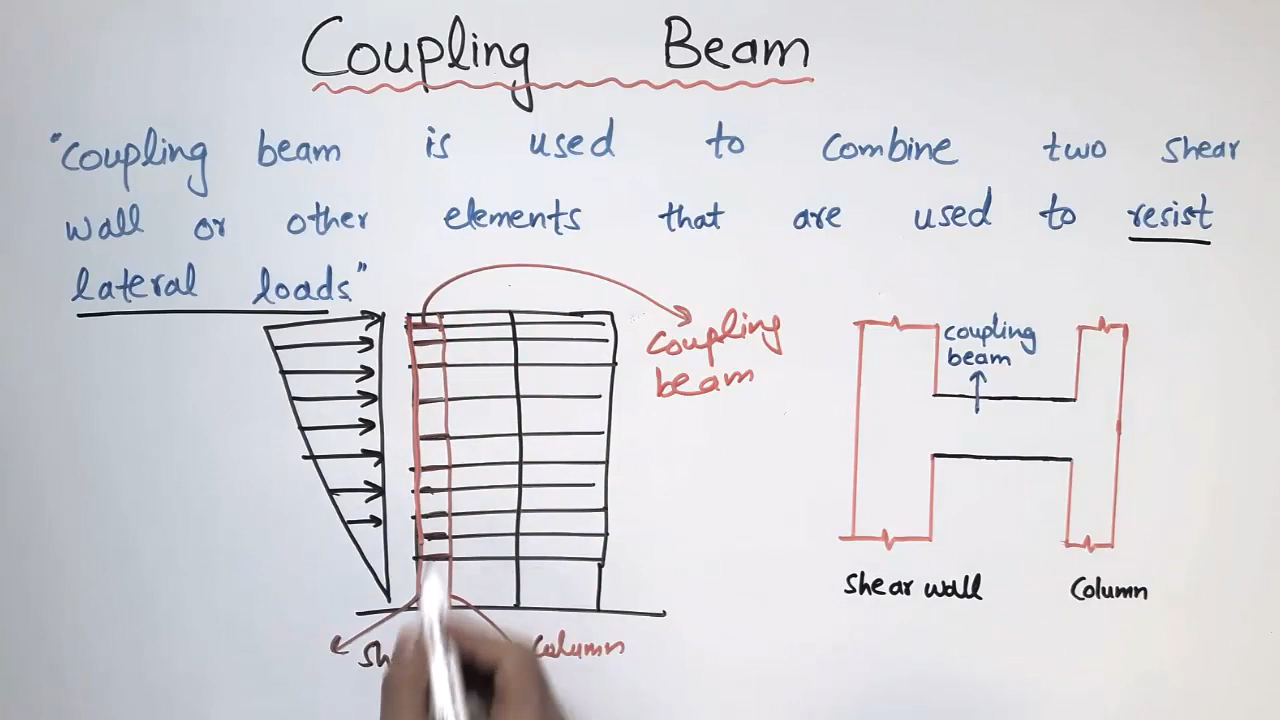 Coupling Beam
"Coupling beam is used to combine two shear
wall or other elements that are used to resist
lateral loads"
Coupling
beam
coupling
beam
Shear wall
Column
Column